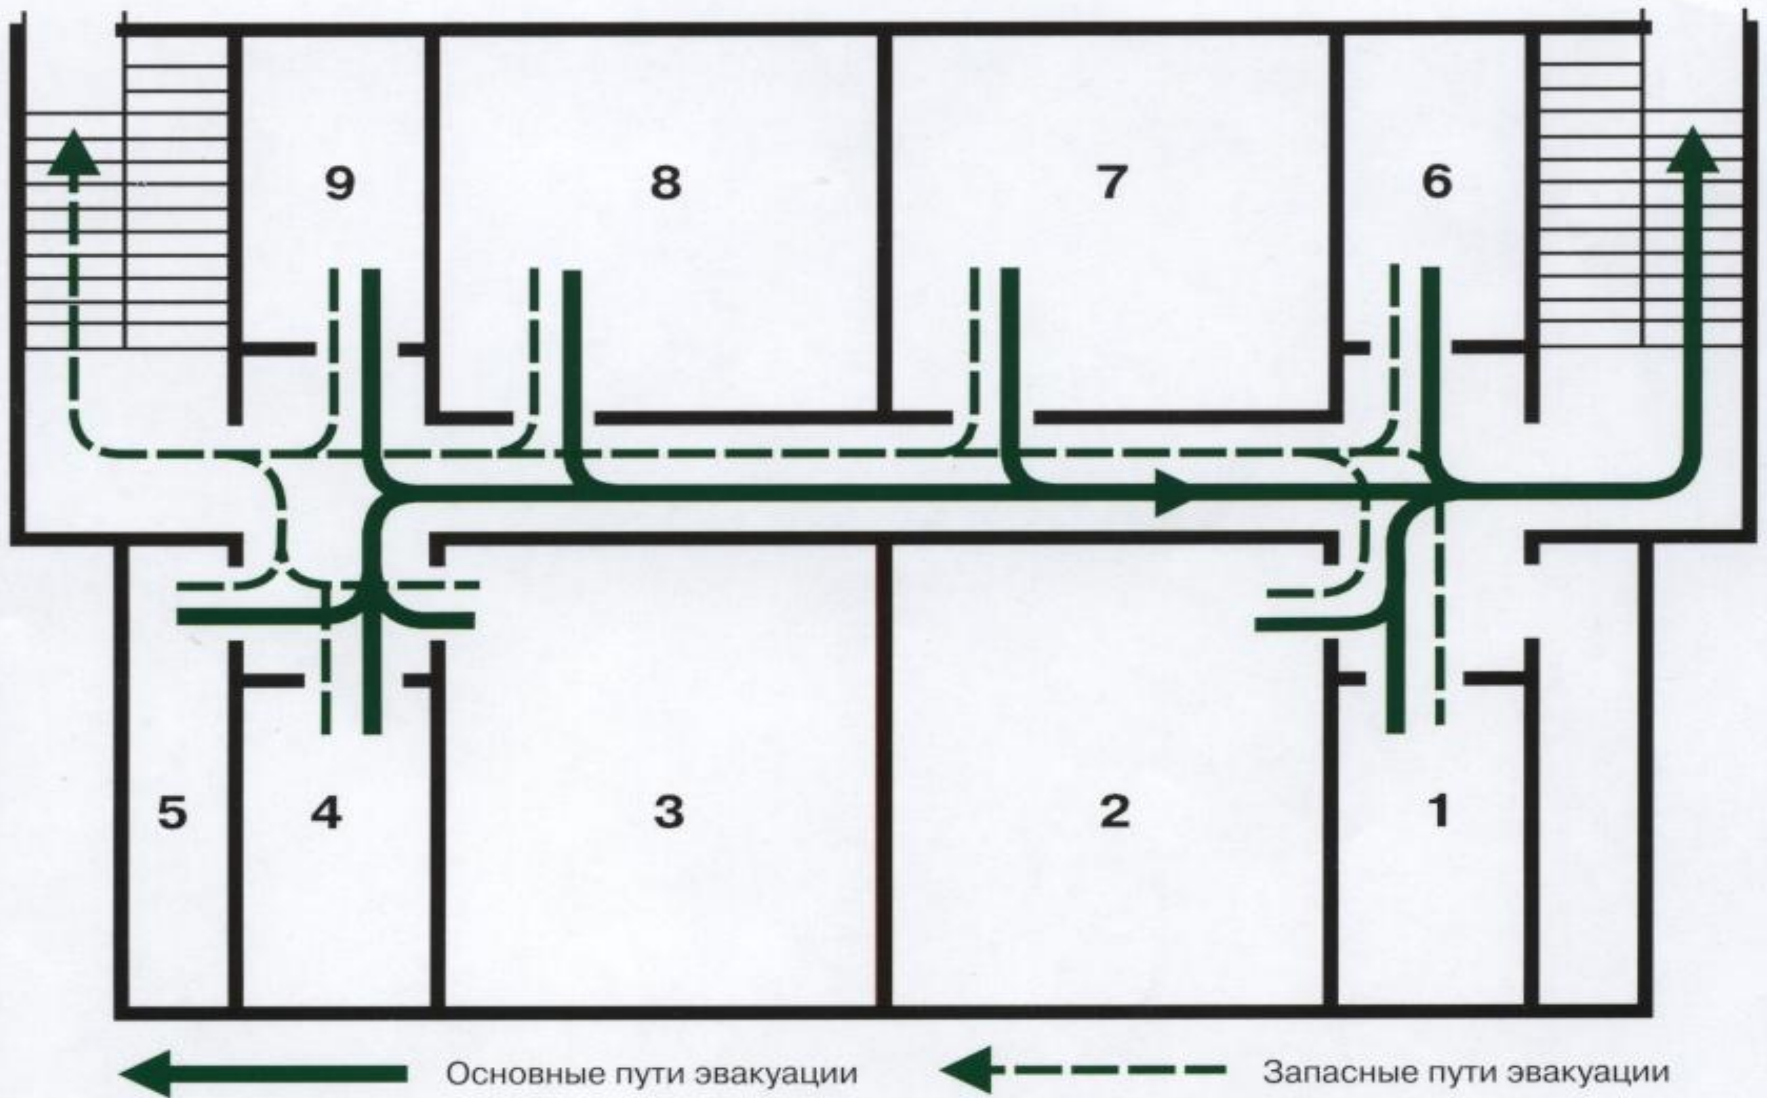 9 8 7 6
5 4 3 2 1
Основные пути эвакуации Запасные пути эвакуации